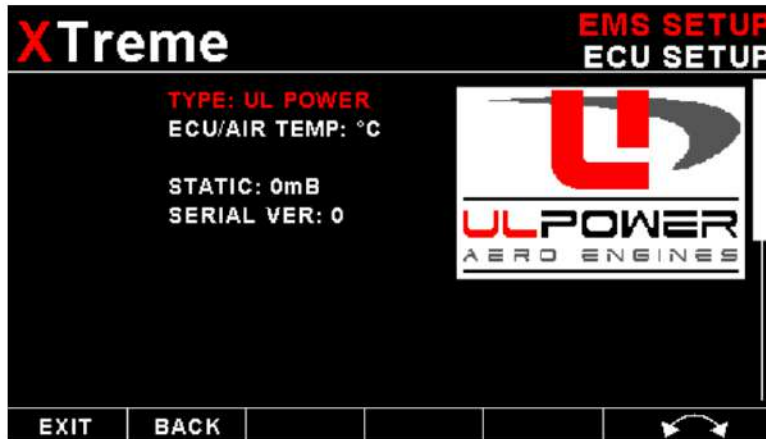 XTreme
EMS SETUP
ECU SETUP
TYPE: UL POWER
ECU/AIR TEMP: °C
STATIC: 0mB
SERIAL VER: 0
ULPOWER
AERO ENGINES
EXIT
BACK